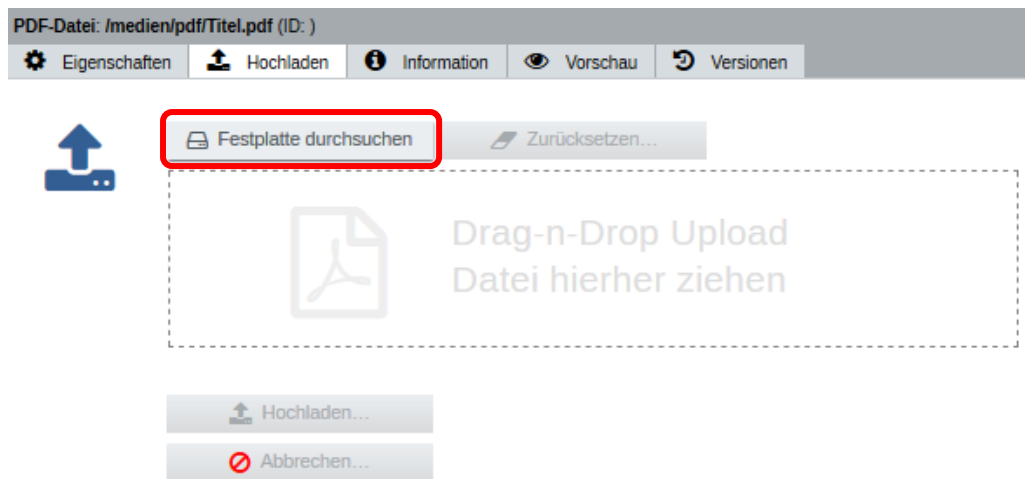 PDF-Datei: /medien/pdf/Titel.pdf (ID: )
Eigenschaften Hochladen Information Vorschau Versionen
Festplatte durchsuchen Zurücksetzen...
Drag-n-Drop Upload
Datei hierher ziehen
Hochladen...
Abbrechen...